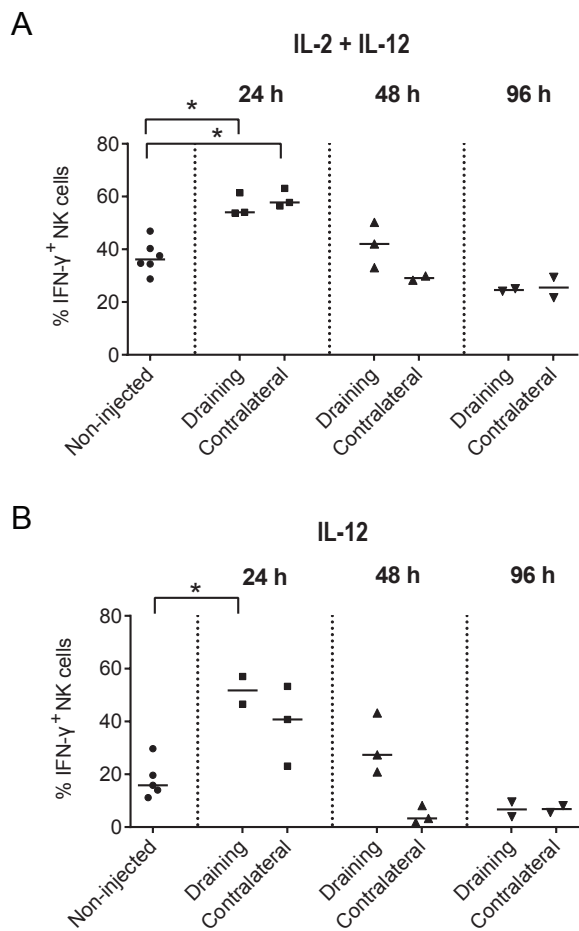 A
IL-2 + IL-12
24 h 48 h 96 h
* 
*
80
60
40
20
0
% IFN-γ+ NK cells
Non-injected
Draining
Contralateral
Draining
Contralateral
Draining
Contralateral
B
IL-12
24 h 48 h 96 h
*
80
60
40
20
0
% IFN-γ+ NK cells
Non-injected
Draining
Contralateral
Draining
Contralateral
Draining
Contralateral